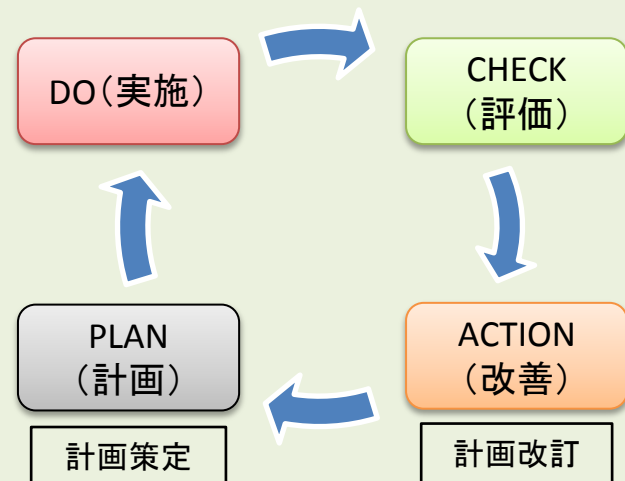 DO（実施）
CHECK
（評価）
PLAN
（計画）
ACTION
（改善）
計画策定
計画改訂